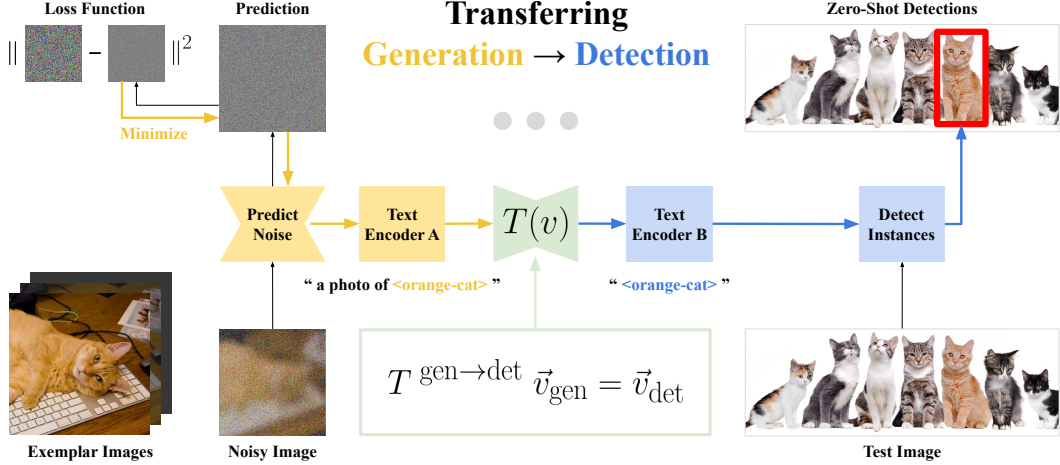 Loss Function
Prediction
Transferring
Generation → Detection
Zero-Shot Detections
|| - ||²
Minimize
Predict
Noise
Text
Encoder A
T(v)
Text
Encoder B
Detect
Instances
“ a photo of <orange-cat> ”
“ <orange-cat> ”
T gen→det v⃗gen = v⃗det
Exemplar Images
Noisy Image
Test Image